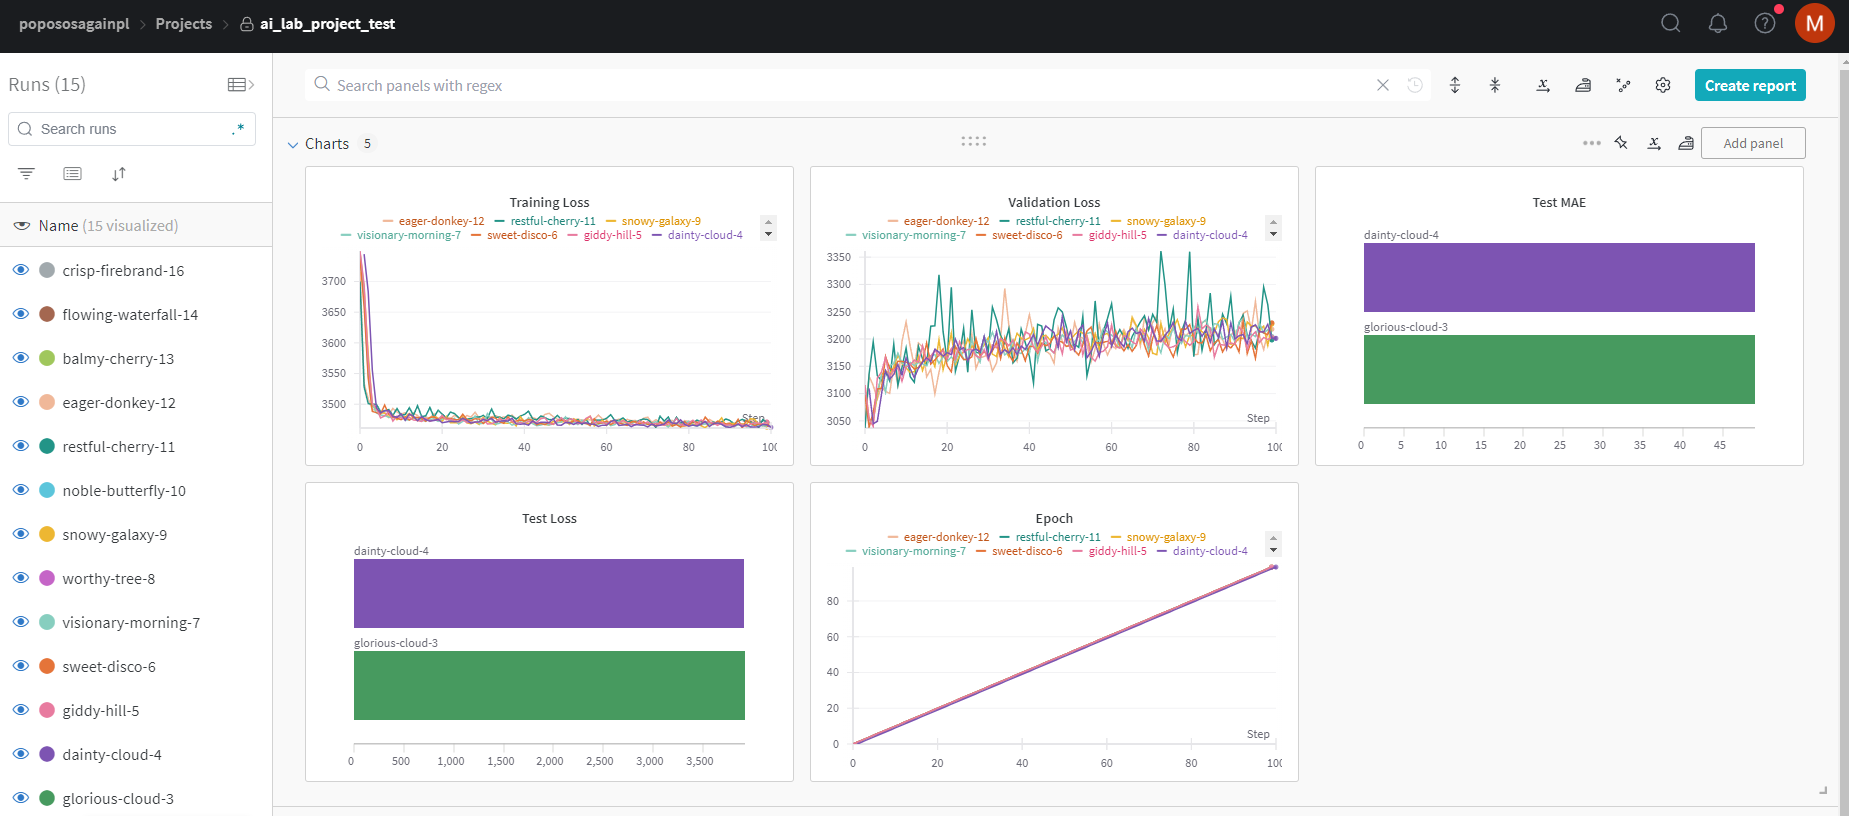 popososagainpl > Projects > ai_lab_project_test
M
Runs (15)
Search runs
.*
Name (15 visualized)
crisp-firebrand-16
flowing-waterfall-14
balmy-cherry-13
eager-donkey-12
restful-cherry-11
noble-butterfly-10
snowy-galaxy-9
worthy-tree-8
visionary-morning-7
sweet-disco-6
giddy-hill-5
dainty-cloud-4
glorious-cloud-3
Search panels with regex
Create report
Charts 5
Add panel
Training Loss
eager-donkey-12 restful-cherry-11 snowy-galaxy-9
visionary-morning-7 sweet-disco-6 giddy-hill-5 dainty-cloud-4
3700
3650
3600
3550
3500
Step
0 20 40 60 80 100
Validation Loss
eager-donkey-12 restful-cherry-11 snowy-galaxy-9
visionary-morning-7 sweet-disco-6 giddy-hill-5 dainty-cloud-4
3350
3300
3250
3200
3150
3100
3050
Step
0 20 40 60 80 100
Test MAE
dainty-cloud-4
glorious-cloud-3
0 5 10 15 20 25 30 35 40 45
Test Loss
dainty-cloud-4
glorious-cloud-3
0 500 1,000 1,500 2,000 2,500 3,000 3,500
Epoch
eager-donkey-12 restful-cherry-11 snowy-galaxy-9
visionary-morning-7 sweet-disco-6 giddy-hill-5 dainty-cloud-4
80
60
40
20
0
Step
0 20 40 60 80 100